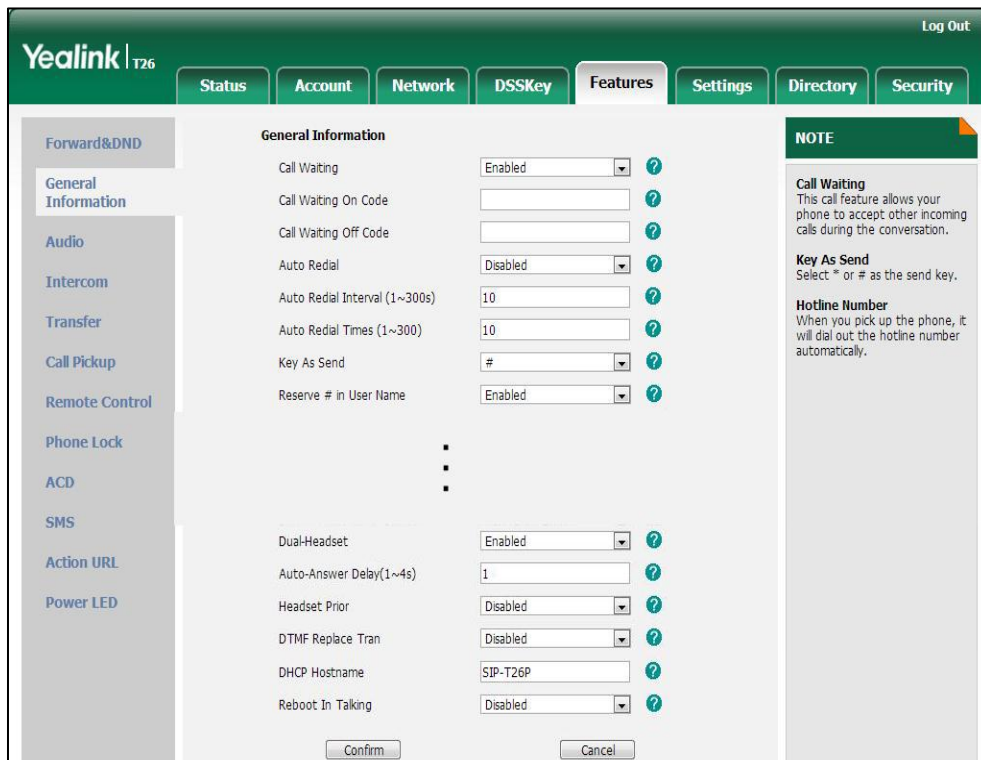 Log Out
Yealink T26
Status Account Network DSSKey Features Settings Directory Security
Forward&DND
General
Information
Audio
Intercom
Transfer
Call Pickup
Remote Control
Phone Lock
ACD
SMS
Action URL
Power LED
General Information
Call Waiting Enabled ?
Call Waiting On Code ?
Call Waiting Off Code ?
Auto Redial Disabled ?
Auto Redial Interval (1~300s) 10 ?
Auto Redial Times (1~300) 10 ?
Key As Send # ?
Reserve # in User Name Enabled ?
Dual-Headset Enabled ?
Auto-Answer Delay(1~4s) 1 ?
Headset Prior Disabled ?
DTMF Replace Tran Disabled ?
DHCP Hostname SIP-T26P ?
Reboot In Talking Disabled ?
Confirm Cancel
NOTE
Call Waiting
This call feature allows your
phone to accept other incoming
calls during the conversation.
Key As Send
Select * or # as the send key.
Hotline Number
When you pick up the phone, it
will dial out the hotline number
automatically.